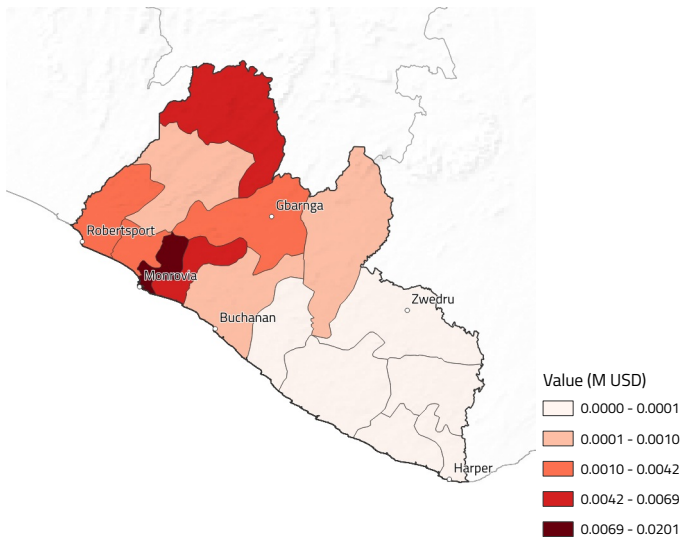 Gbarnga
Robertsport
Monrovia
Zwedru
Buchanan
Harper
Value (M USD)
0.0000 - 0.0001
0.0001 - 0.0010
0.0010 - 0.0042
0.0042 - 0.0069
0.0069 - 0.0201